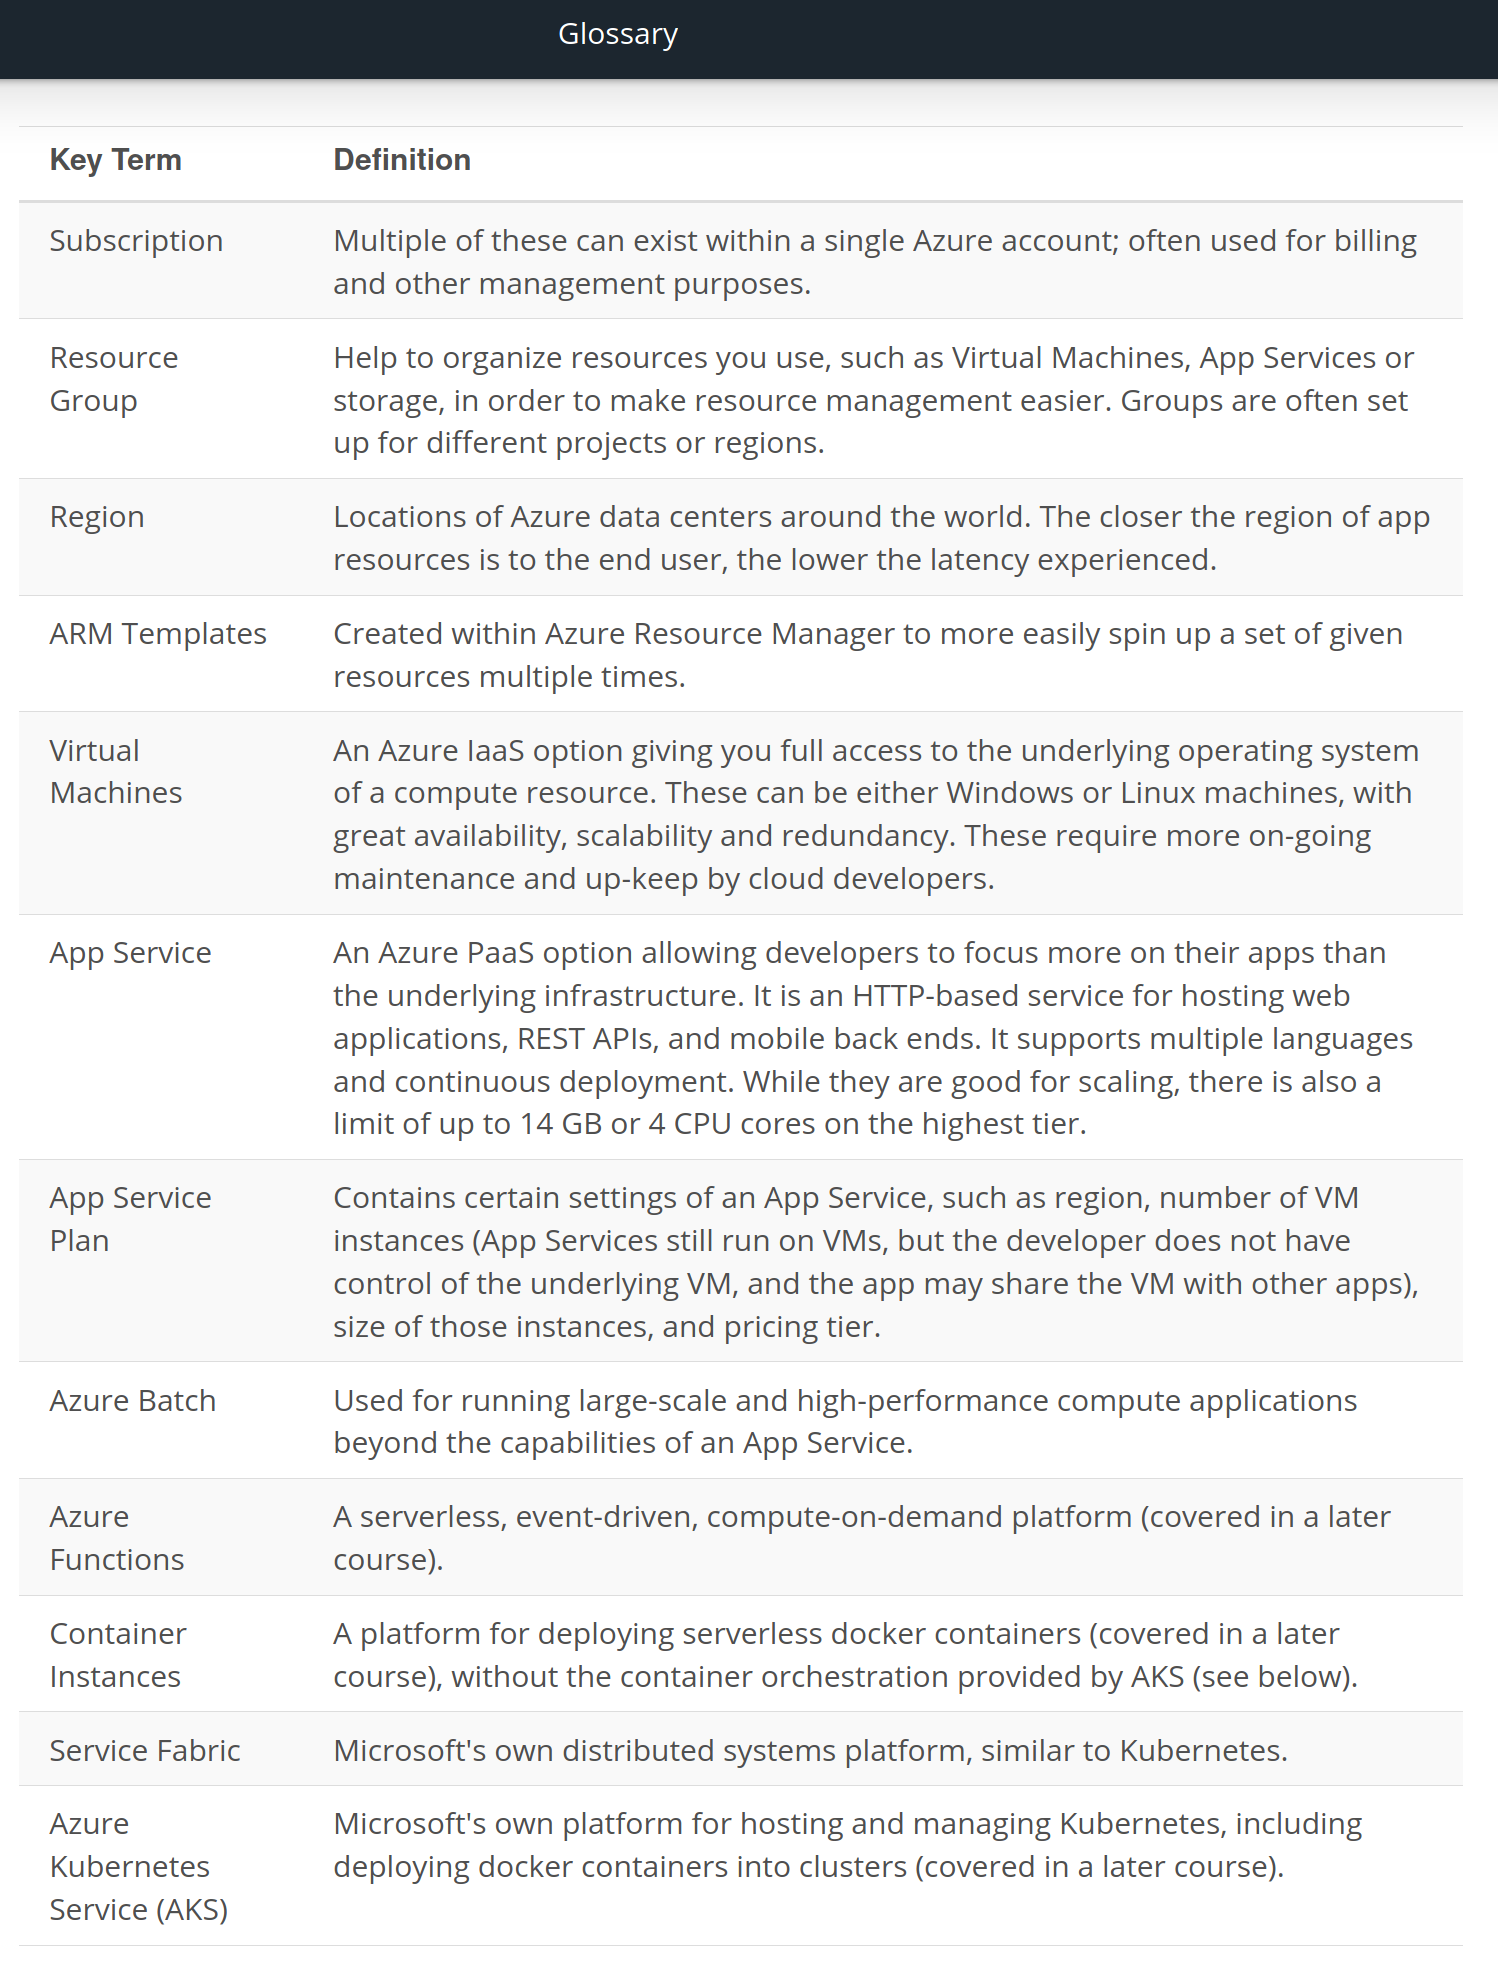 Glossary
Key Term Definition
Subscription Multiple of these can exist within a single Azure account; often used for billing
and other management purposes.
Resource Help to organize resources you use, such as Virtual Machines, App Services or
Group storage, in order to make resource management easier. Groups are often set
up for different projects or regions.
Region Locations of Azure data centers around the world. The closer the region of app
resources is to the end user, the lower the latency experienced.
ARM Templates Created within Azure Resource Manager to more easily spin up a set of given
resources multiple times.
Virtual An Azure IaaS option giving you full access to the underlying operating system
Machines of a compute resource. These can be either Windows or Linux machines, with
great availability, scalability and redundancy. These require more on-going
maintenance and up-keep by cloud developers.
App Service An Azure PaaS option allowing developers to focus more on their apps than
the underlying infrastructure. It is an HTTP-based service for hosting web
applications, REST APIs, and mobile back ends. It supports multiple languages
and continuous deployment. While they are good for scaling, there is also a
limit of up to 14 GB or 4 CPU cores on the highest tier.
App Service Contains certain settings of an App Service, such as region, number of VM
Plan instances (App Services still run on VMs, but the developer does not have
control of the underlying VM, and the app may share the VM with other apps),
size of those instances, and pricing tier.
Azure Batch Used for running large-scale and high-performance compute applications
beyond the capabilities of an App Service.
Azure A serverless, event-driven, compute-on-demand platform (covered in a later
Functions course).
Container A platform for deploying serverless docker containers (covered in a later
Instances course), without the container orchestration provided by AKS (see below).
Service Fabric Microsoft's own distributed systems platform, similar to Kubernetes.
Azure Microsoft's own platform for hosting and managing Kubernetes, including
Kubernetes deploying docker containers into clusters (covered in a later course).
Service (AKS)